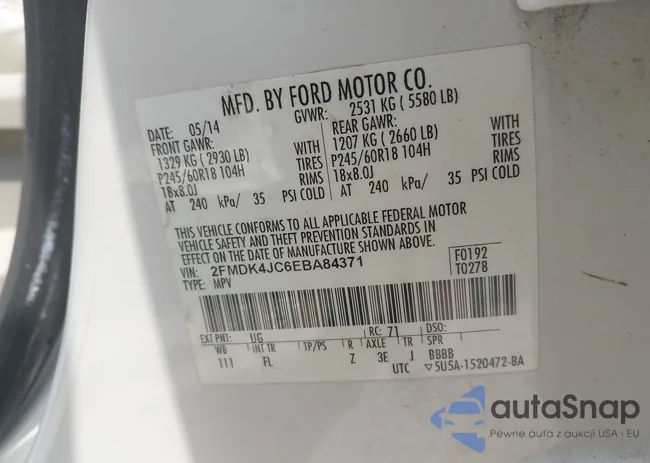 MFD. BY FORD MOTOR CO.
GVWR: 2531 KG ( 5580 LB)
DATE: 05/14
FRONT GAWR: WITH
1329 KG ( 2930 LB) TIRES
P245/60R18 104H RIMS
18x8.0J
AT 240 kPa/ 35 PSI COLD
REAR GAWR: WITH
1207 KG ( 2660 LB) TIRES
P245/60R18 104H RIMS
18x8.0J
AT 240 kPa/ 35 PSI COLD
THIS VEHICLE CONFORMS TO ALL APPLICABLE FEDERAL MOTOR
VEHICLE SAFETY AND THEFT PREVENTION STANDARDS IN
EFFECT ON THE DATE OF MANUFACTURE SHOWN ABOVE.
VIN: 2FMDK4JC6EBA84371
TYPE: MPV
F0192
T0278
EXT PNT: UG RC: 71 DSO:
WB INT TR TP/PS R AXLE TR SPR
111 FL Z 3E J BBBB
UTC ▽5U5A-1520472-BA
autaSnap
Pewne auta z aukcji USA i EU